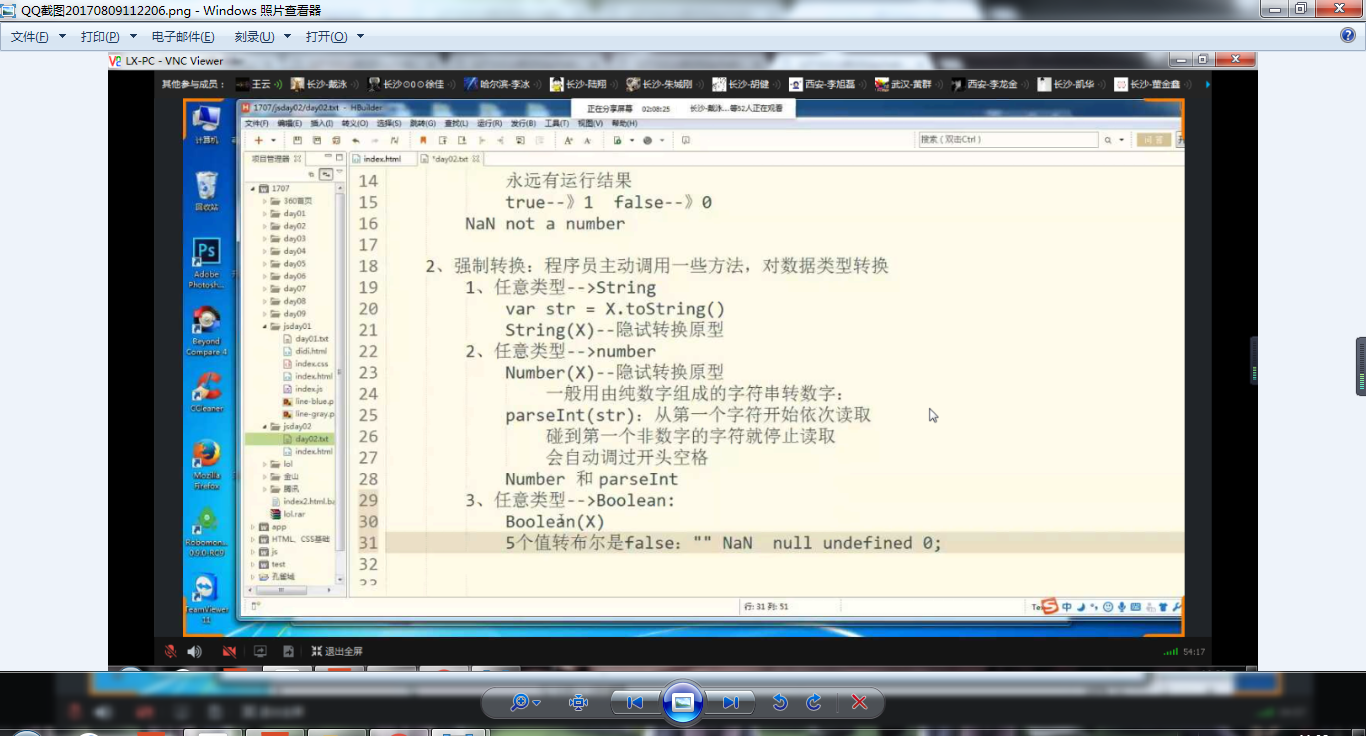 QQ截图20170809112206.png - Windows 照片查看器
文件(F) 打印(P) 电子邮件(E) 刻录(U) 打开(O)
LX-PC - VNC Viewer
其他参与成员： 王云 长沙-戴泳 长沙○○○徐佳 哈尔滨-李冰 长沙-陆翔 长沙-朱城刚 长沙-胡健 西安-李旭磊 武汉-黄群 西安-李龙金 长沙-凯华 长沙-董金鑫
1707/jsday02/day02.txt - HBuilder
正在分享屏幕 02:08:25 长沙-戴泳...等52人正在观看
文件(F) 编辑(E) 插入(I) 转义(O) 选择(S) 跳转(G) 查找(L) 运行(R) 发行(B) 工具(T) 视图(V) 帮助(H)
搜索（双击Ctrl）
项目管理器 index.html *day02.txt
计算机
回收站
Ps
Adobe
Photosh...
Beyond
Compare 4
CCleaner
Mozilla
Firefox
TeamViewer
11
1707
360首页
day01
day02
day03
day04
day05
day06
day07
day08
day09
jsday01
day01.txt
didi.html
index.css
index.html
index.js
line-blue.p
line-gray.p
jsday02
day02.txt
index.html
lol
金山
腾讯
index2.html.ba
lol.rar
app
HTML、CSS基础
js
test
孔雀城
14 永远有运行结果
15 true--》1 false--》0
16 NaN not a number
17
18 2、强制转换：程序员主动调用一些方法，对数据类型转换
19 1、任意类型-->String
20 var str = X.toString()
21 String(X)--隐试转换原型
22 2、任意类型-->number
23 Number(X)--隐试转换原型
24 一般用由纯数字组成的字符串转数字：
25 parseInt(str)：从第一个字符开始依次读取
26 碰到第一个非数字的字符就停止读取
27 会自动调过开头空格
28 Number 和 parseInt
29 3、任意类型-->Boolean:
30 Boolean(X)
31 5个值转布尔是false："" NaN null undefined 0;
32
行: 31 列: 51
中
退出全屏
54:17